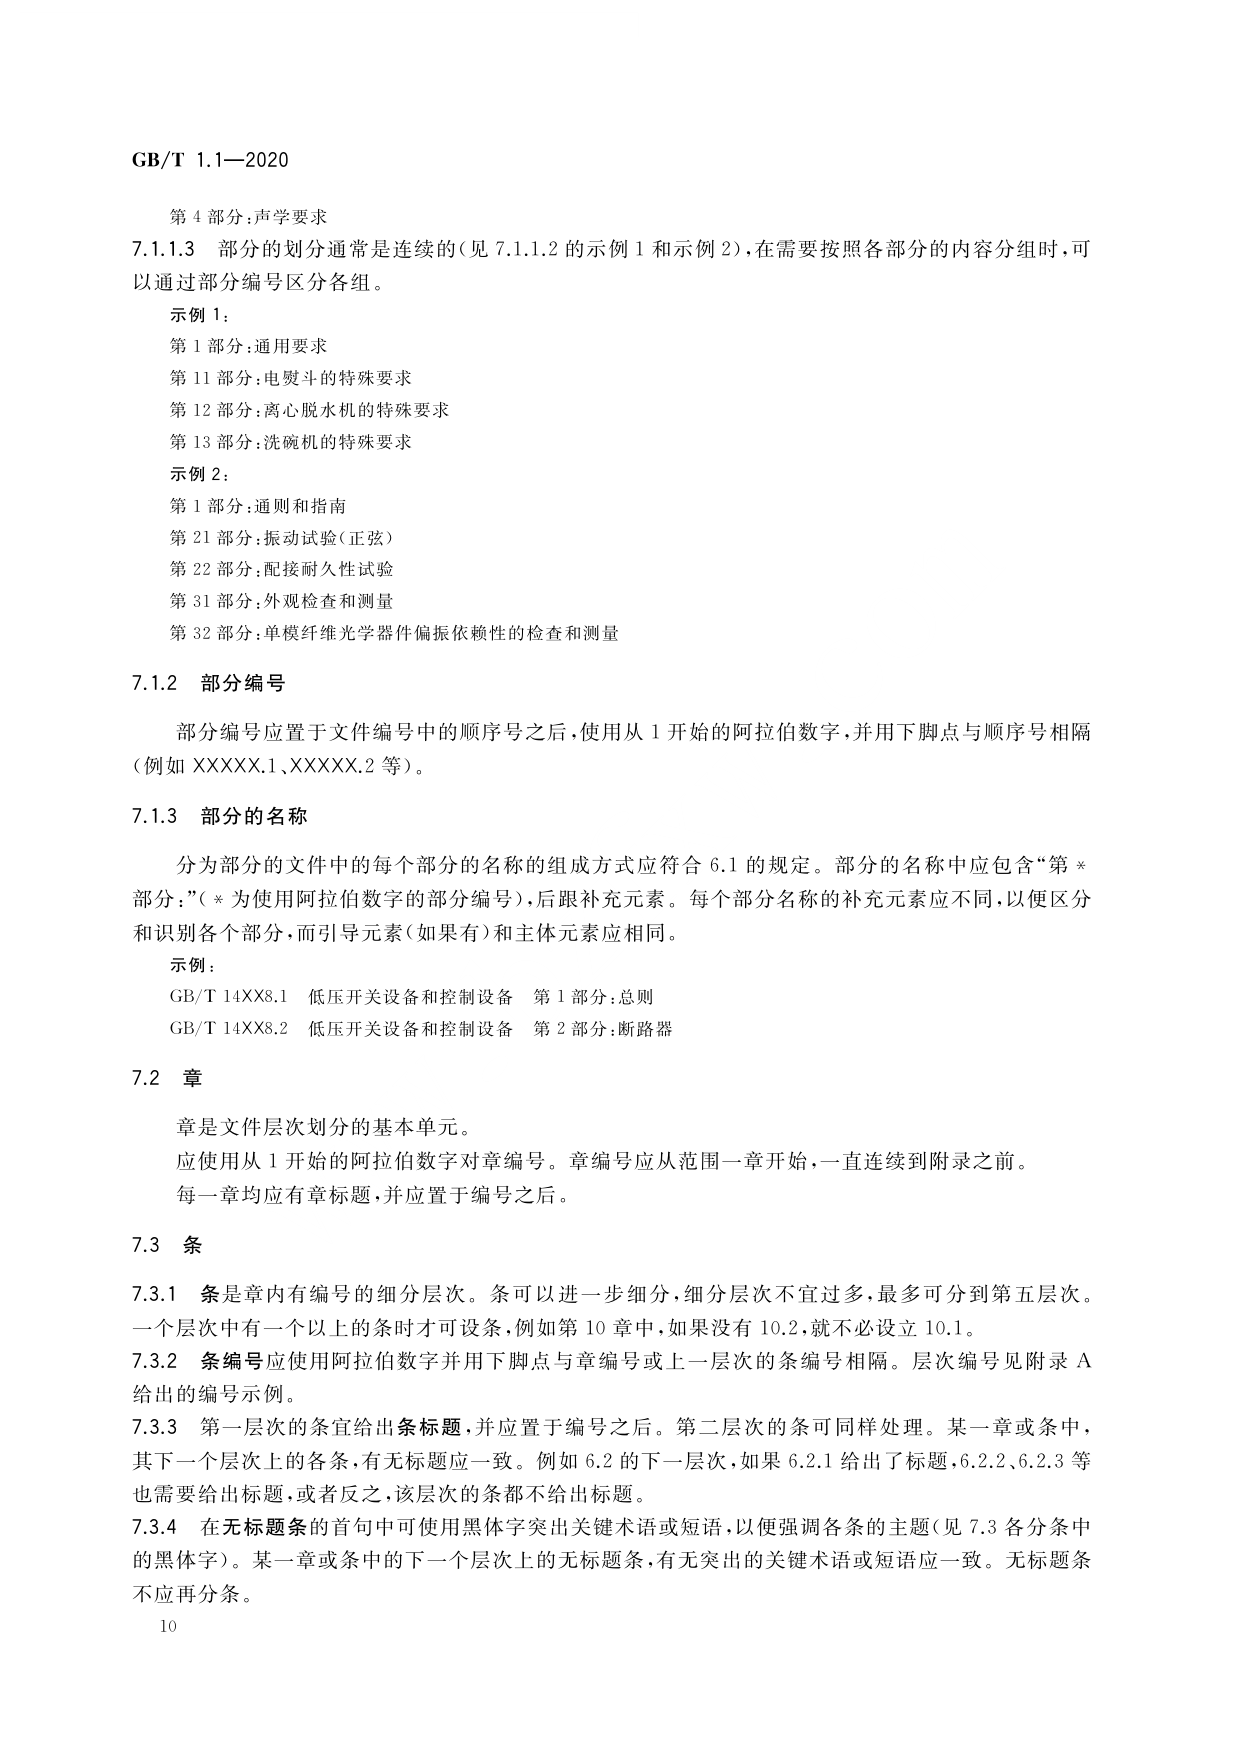 GB/T 1.1—2020
第 4 部分:声学要求
7.1.1.3 部分的划分通常是连续的(见 7.1.1.2 的示例 1 和示例 2),在需要按照各部分的内容分组时,可
以通过部分编号区分各组。
示例 1:
第 1 部分:通用要求
第 11 部分:电熨斗的特殊要求
第 12 部分:离心脱水机的特殊要求
第 13 部分:洗碗机的特殊要求
示例 2:
第 1 部分:通则和指南
第 21 部分:振动试验(正弦)
第 22 部分:配接耐久性试验
第 31 部分:外观检查和测量
第 32 部分:单模纤维光学器件偏振依赖性的检查和测量
7.1.2 部分编号
部分编号应置于文件编号中的顺序号之后,使用从 1 开始的阿拉伯数字,并用下脚点与顺序号相隔
(例如 XXXXX.1、XXXXX.2 等)。
7.1.3 部分的名称
分为部分的文件中的每个部分的名称的组成方式应符合 6.1 的规定。部分的名称中应包含“第 *
部分:”(* 为使用阿拉伯数字的部分编号),后跟补充元素。每个部分名称的补充元素应不同,以便区分
和识别各个部分,而引导元素(如果有)和主体元素应相同。
示例:
GB/T 14XX8.1 低压开关设备和控制设备 第 1 部分:总则
GB/T 14XX8.2 低压开关设备和控制设备 第 2 部分:断路器
7.2 章
章是文件层次划分的基本单元。
应使用从 1 开始的阿拉伯数字对章编号。章编号应从范围一章开始,一直连续到附录之前。
每一章均应有章标题,并应置于编号之后。
7.3 条
7.3.1 条是章内有编号的细分层次。条可以进一步细分,细分层次不宜过多,最多可分到第五层次。
一个层次中有一个以上的条时才可设条,例如第 10 章中,如果没有 10.2,就不必设立 10.1。
7.3.2 条编号应使用阿拉伯数字并用下脚点与章编号或上一层次的条编号相隔。层次编号见附录 A
给出的编号示例。
7.3.3 第一层次的条宜给出条标题,并应置于编号之后。第二层次的条可同样处理。某一章或条中,
其下一个层次上的各条,有无标题应一致。例如 6.2 的下一层次,如果 6.2.1 给出了标题,6.2.2、6.2.3 等
也需要给出标题,或者反之,该层次的条都不给出标题。
7.3.4 在无标题条的首句中可使用黑体字突出关键术语或短语,以便强调各条的主题(见 7.3 各分条中
的黑体字)。某一章或条中的下一个层次上的无标题条,有无突出的关键术语或短语应一致。无标题条
不应再分条。
10